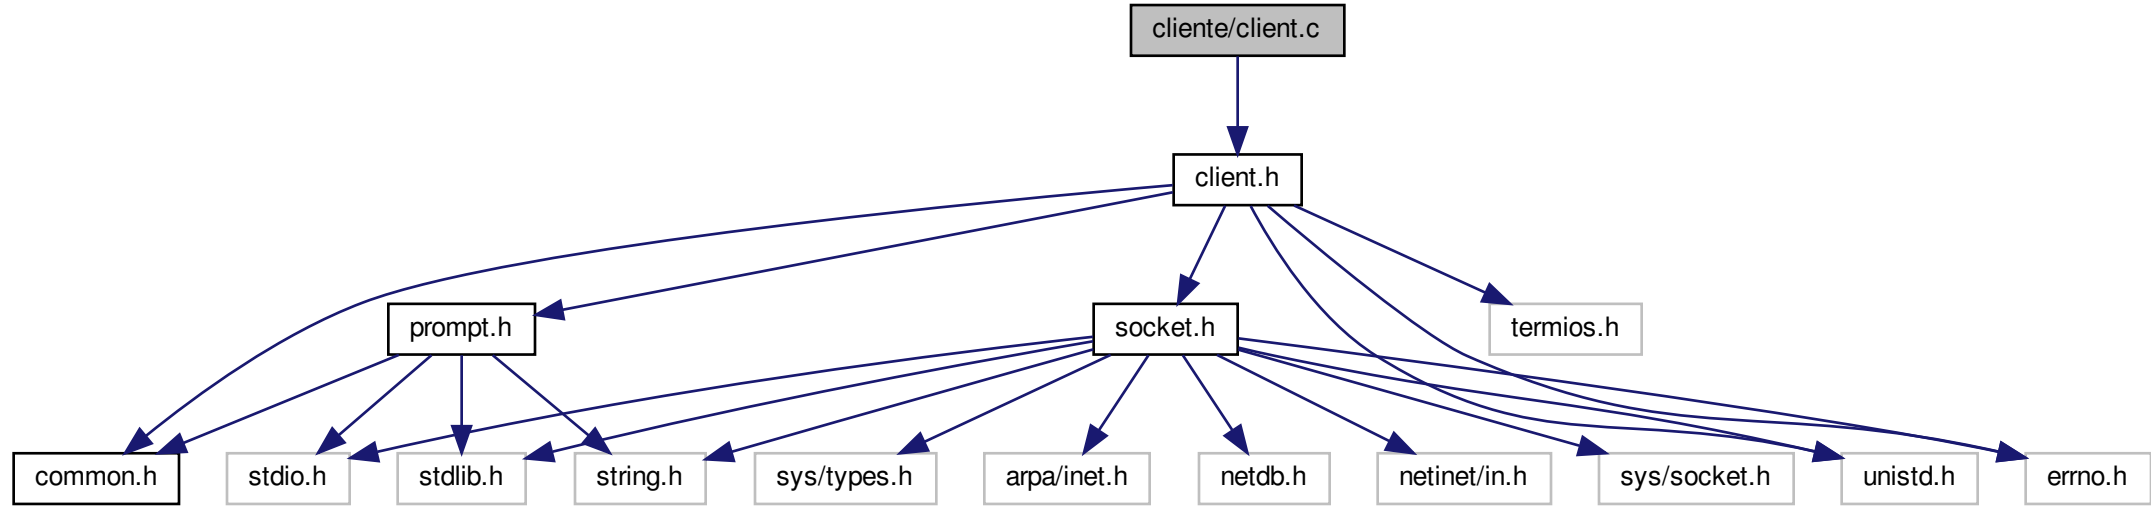 cliente/client.c
client.h
prompt.h
socket.h
termios.h
common.h
stdio.h
stdlib.h
string.h
sys/types.h
arpa/inet.h
netdb.h
netinet/in.h
sys/socket.h
unistd.h
errno.h